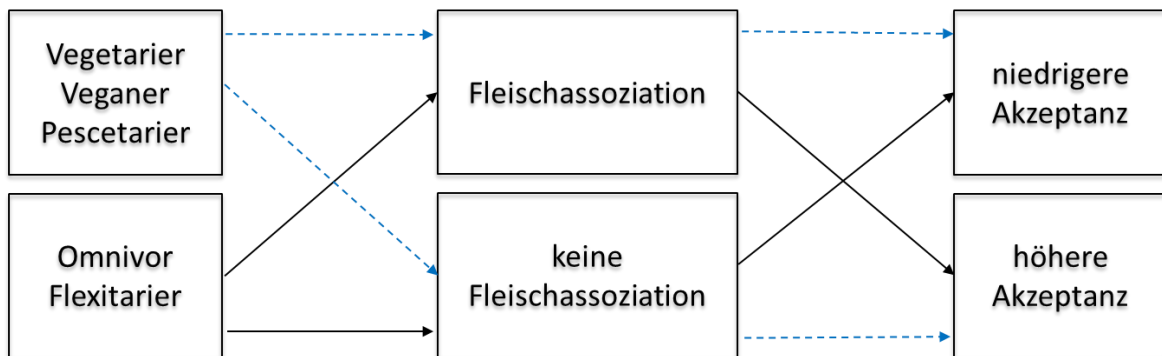 Vegetarier
Veganer
Pescetarier
Fleischassoziation
niedrigere
Akzeptanz
Omnivor
Flexitarier
keine
Fleischassoziation
höhere
Akzeptanz